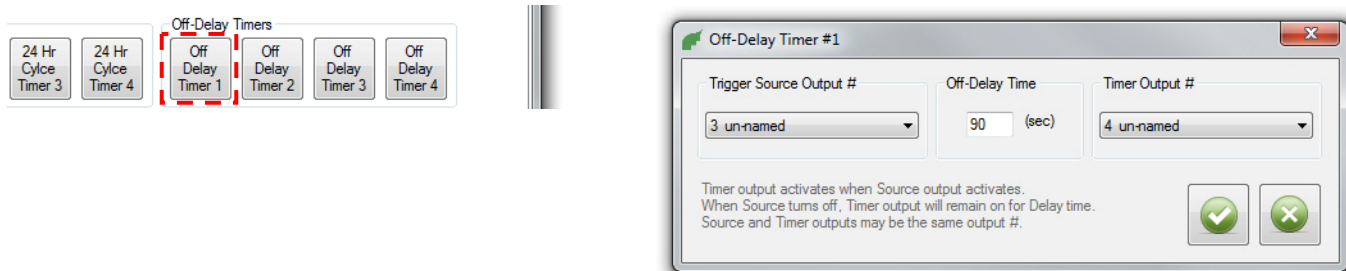 Off-Delay Timers
24 Hr
Cylce
Timer 3
24 Hr
Cylce
Timer 4
Off
Delay
Timer 1
Off
Delay
Timer 2
Off
Delay
Timer 3
Off
Delay
Timer 4
Off-Delay Timer #1
Trigger Source Output #
Off-Delay Time
Timer Output #
3 un-named
90 (sec)
4 un-named
Timer output activates when Source output activates.
When Source turns off, Timer output will remain on for Delay time.
Source and Timer outputs may be the same output #.